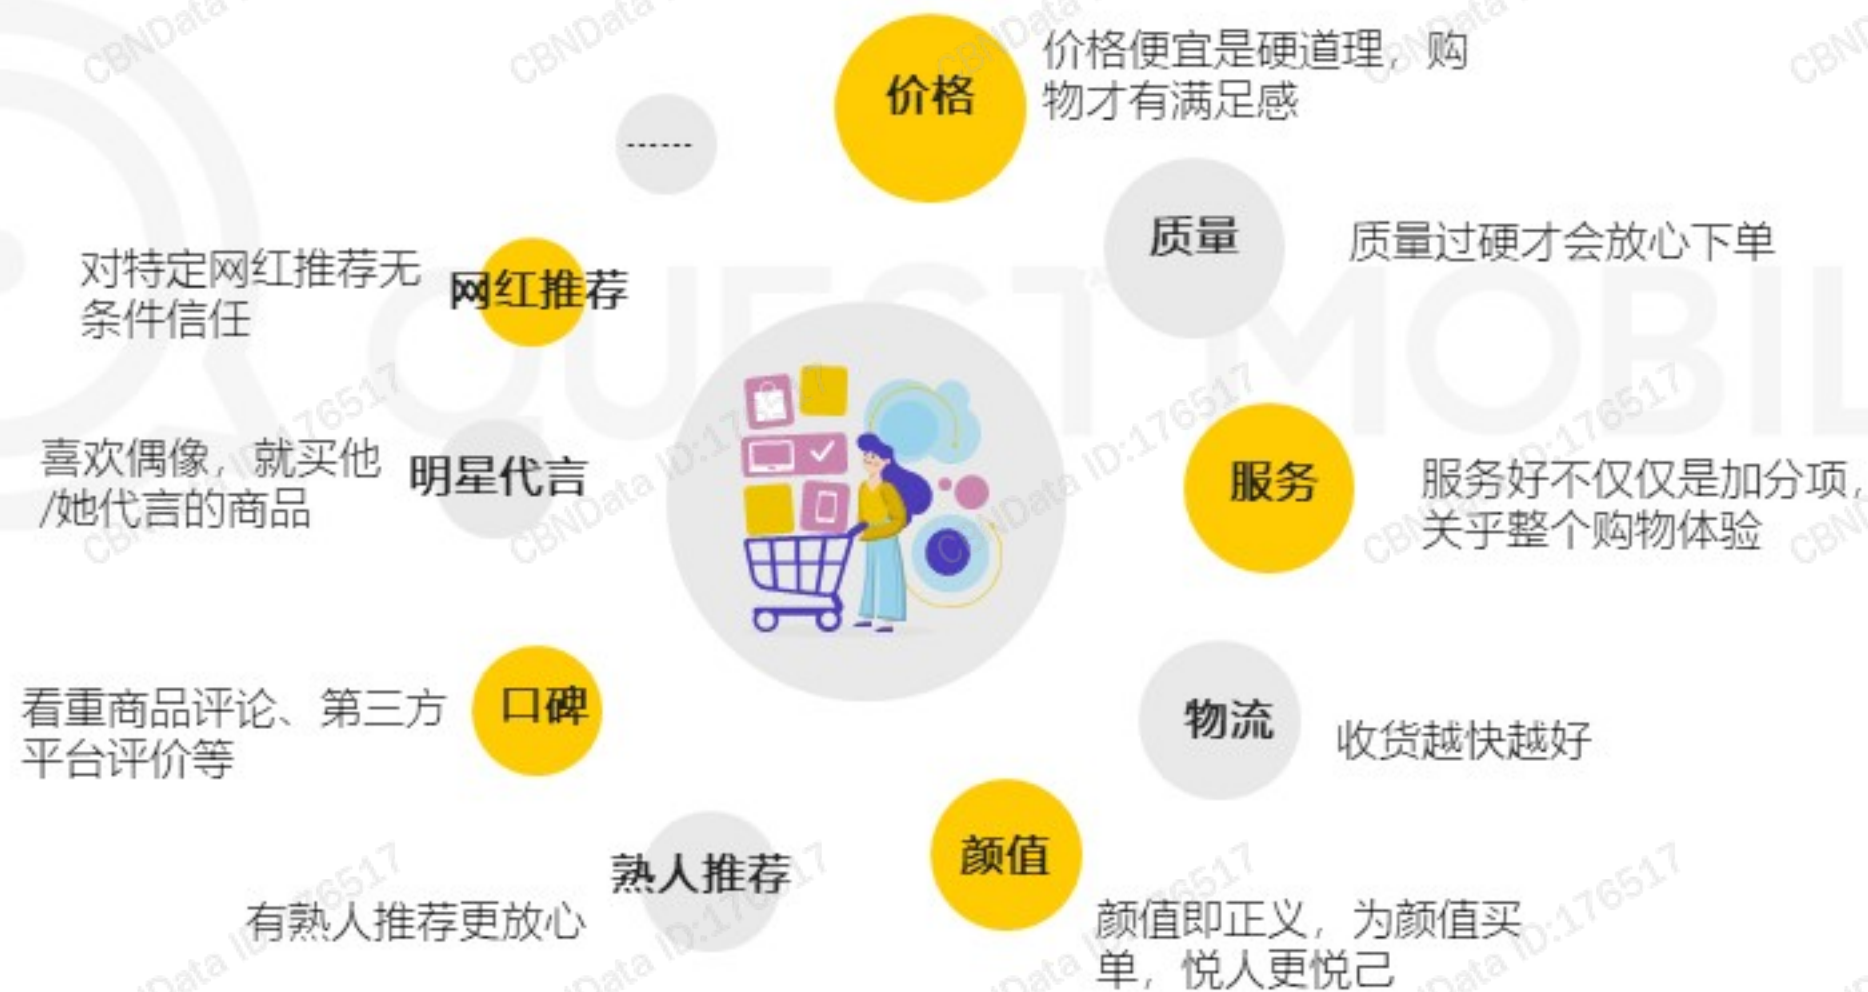 价格
价格便宜是硬道理，购
物才有满足感
质量
质量过硬才会放心下单
服务
服务好不仅仅是加分项，
关乎整个购物体验
物流
收货越快越好
颜值
颜值即正义，为颜值买
单，悦人更悦己
熟人推荐
有熟人推荐更放心
口碑
看重商品评论、第三方
平台评价等
明星代言
喜欢偶像，就买他
/她代言的商品
网红推荐
对特定网红推荐无
条件信任
------
QUEST MOBIL
CBNData ID:176517